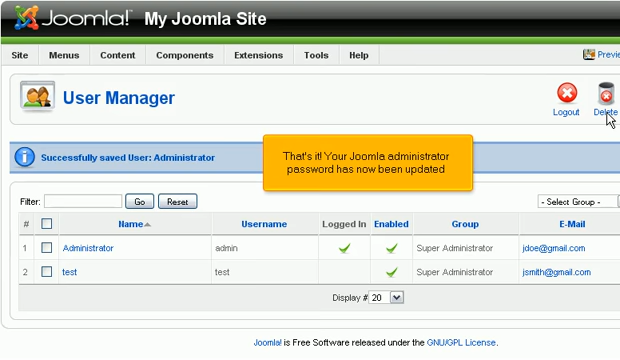 Joomla! My Joomla Site
Site Menus Content Components Extensions Tools Help
User Manager
Logout Delete
Successfully saved User: Administrator
That's it! Your Joomla administrator
password has now been updated
Filter: Go Reset - Select Group -
# Name Username Logged In Enabled Group E-Mail
1 Administrator admin Super Administrator jdoe@gmail.com
2 test test Super Administrator jsmith@gmail.com
Display # 20
Joomla! is Free Software released under the GNU/GPL License.